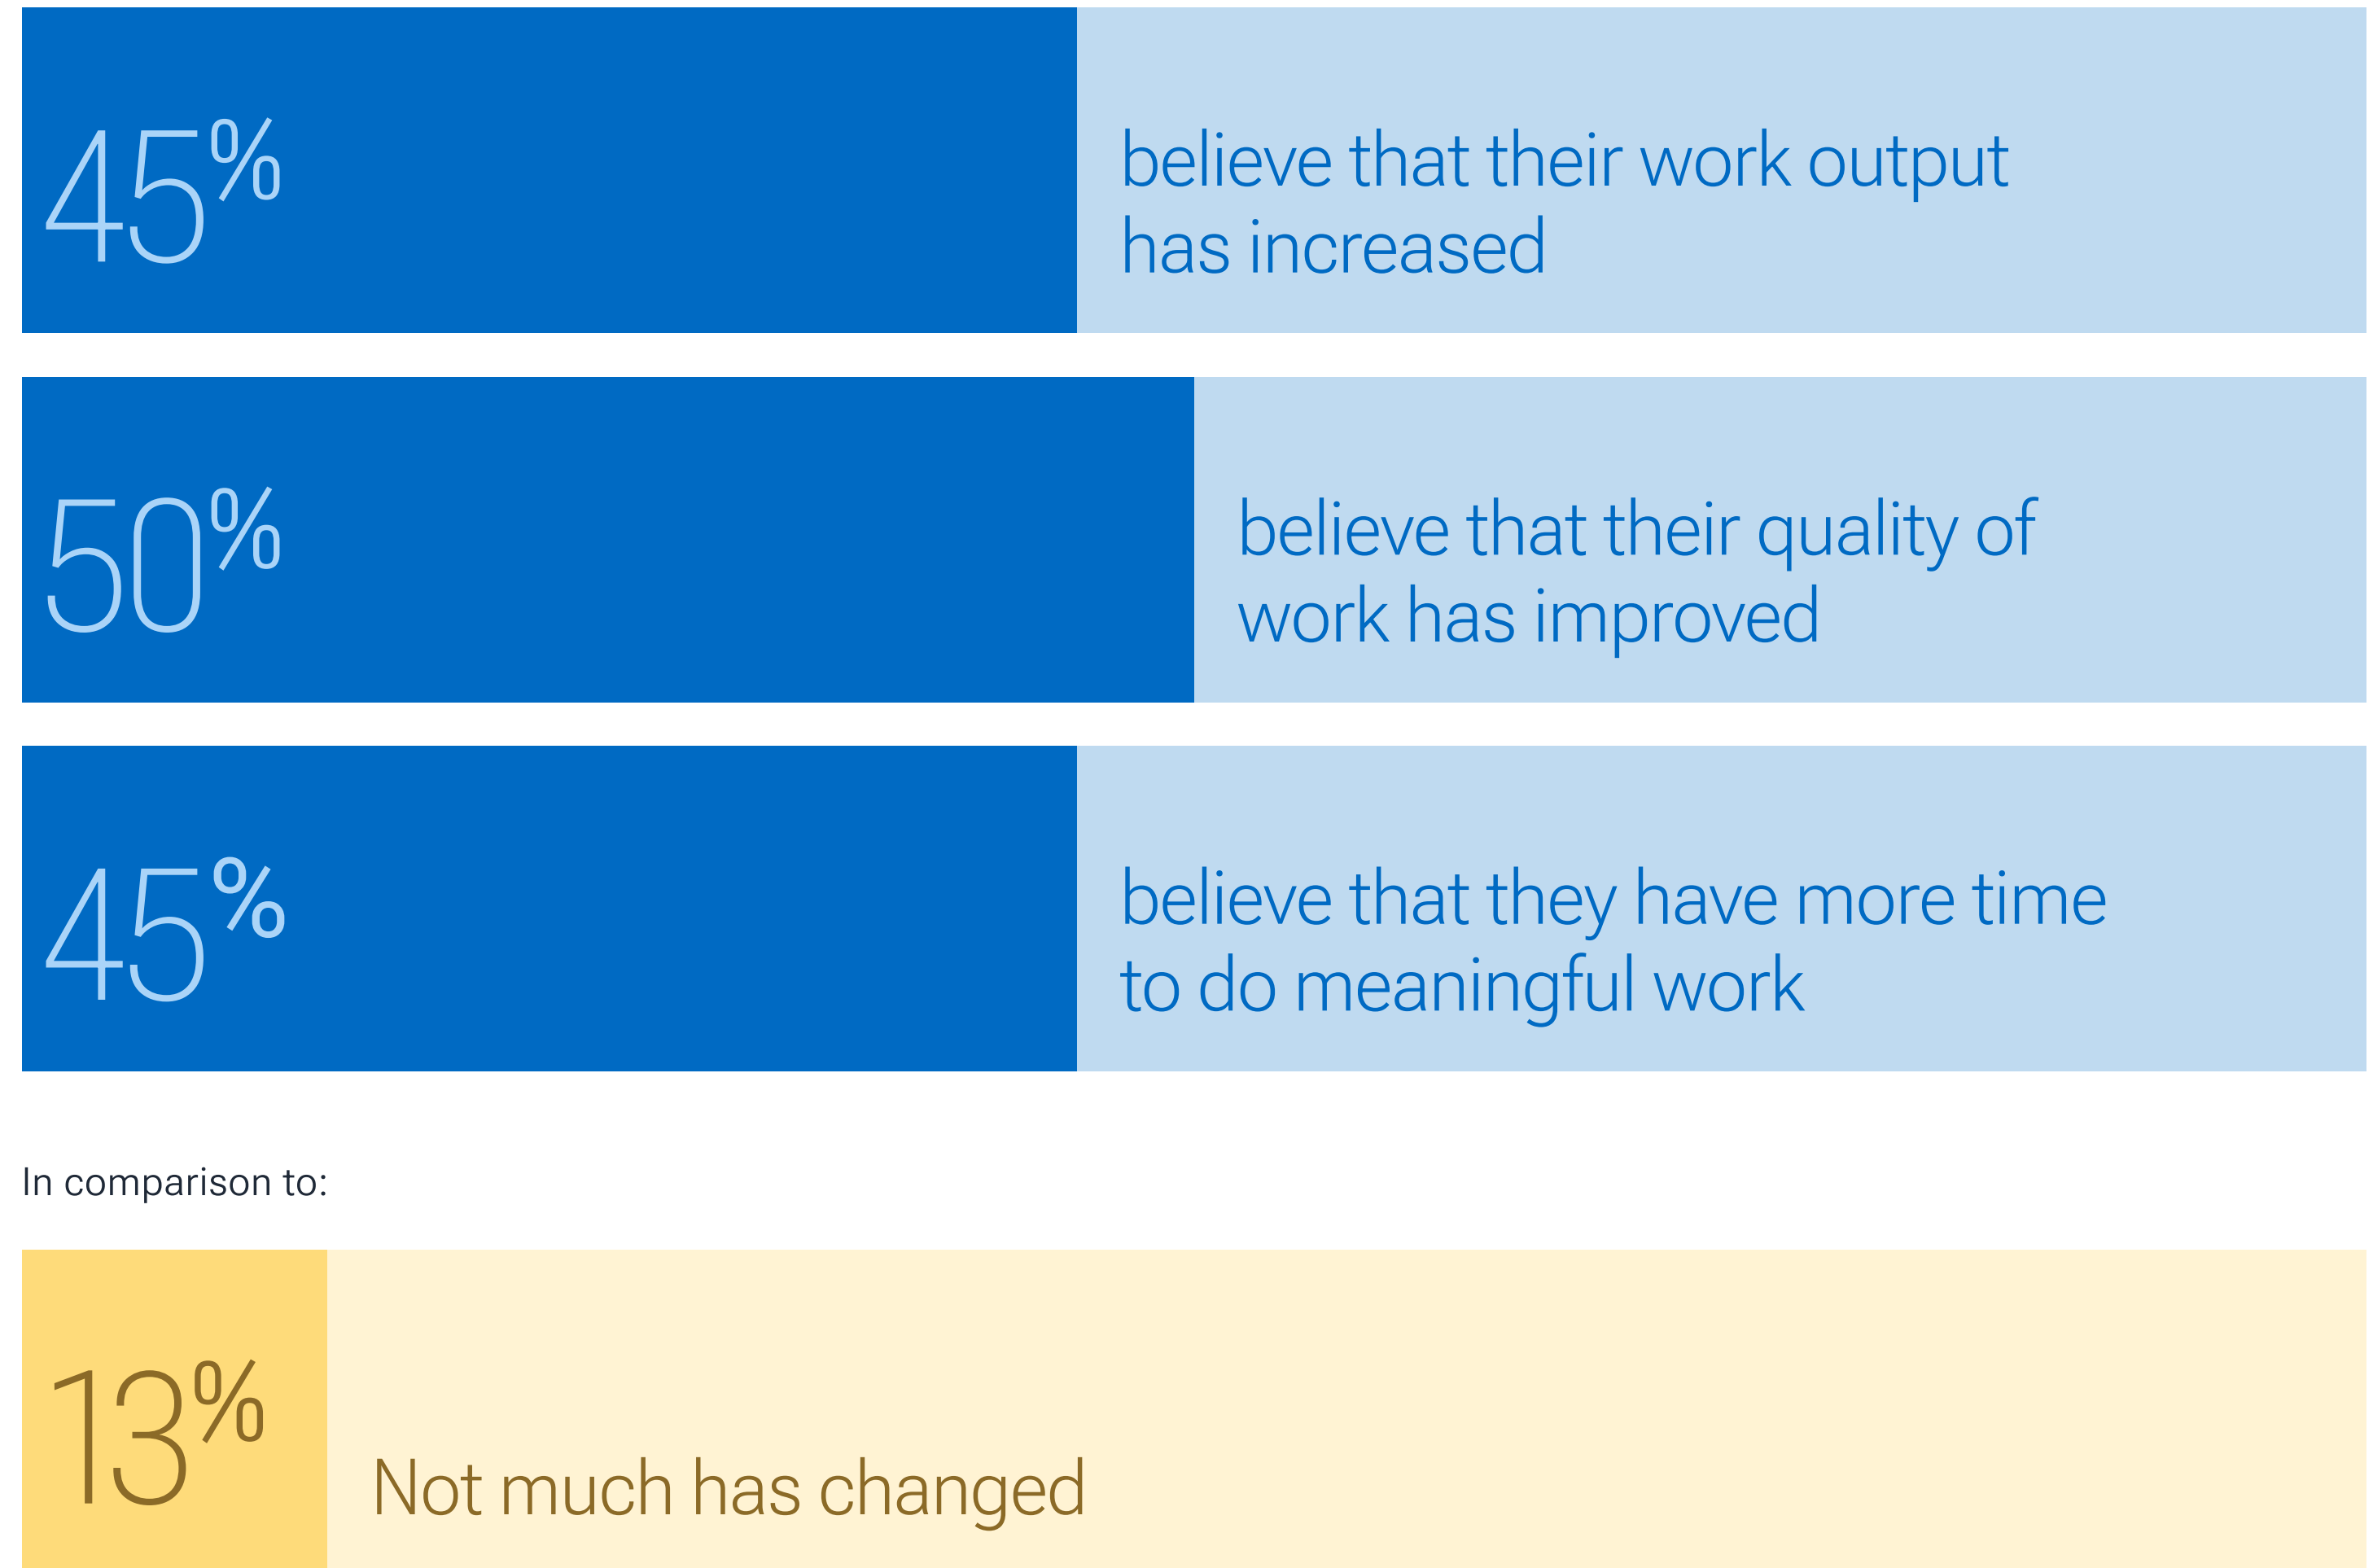 45%
believe that their work output
has increased
50%
believe that their quality of
work has improved
45%
believe that they have more time
to do meaningful work
In comparison to:
13%
Not much has changed